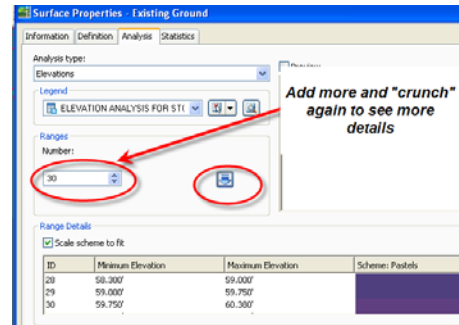 Surface Properties - Existing Ground
Information Definition Analysis Statistics
Analysis type:
Elevations
Preview
Legend
ELEVATION ANALYSIS FOR STO
Add more and "crunch"
again to see more
details
Ranges
Number:
30
Range Details
Scale scheme to fit
ID Minimum Elevation Maximum Elevation Scheme: Pastels
28 58.300' 59.000'
29 59.000' 59.750'
30 59.750' 60.380'